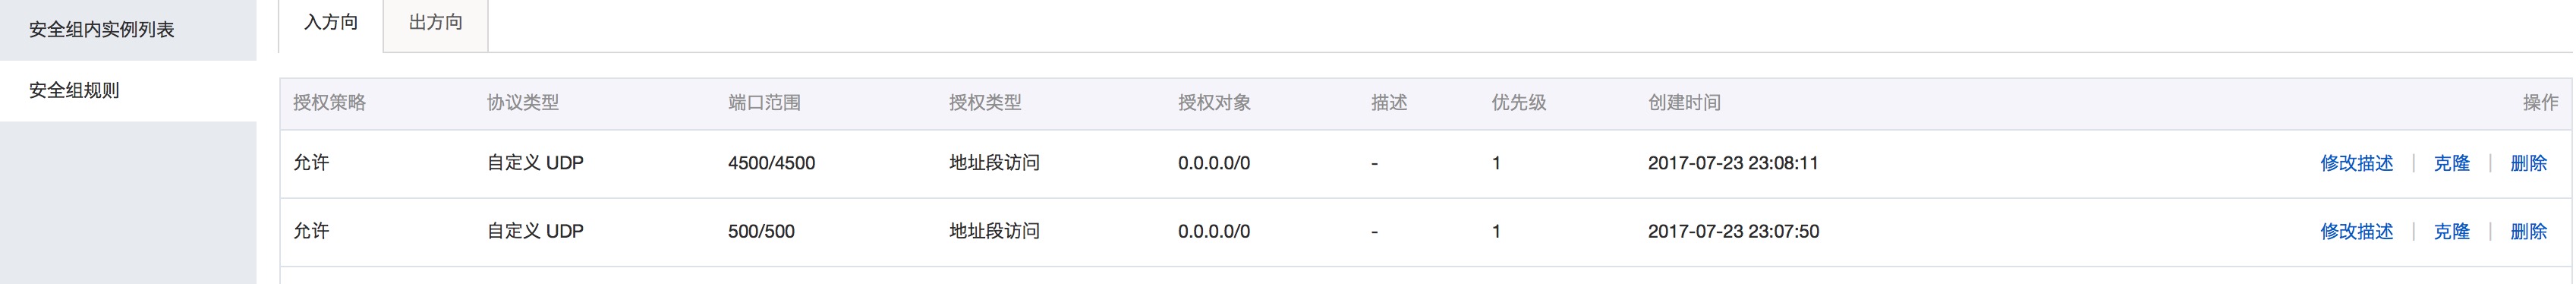 安全组内实例列表
安全组规则
入方向 出方向
授权策略 协议类型 端口范围 授权类型 授权对象 描述 优先级 创建时间 操作
允许 自定义 UDP 4500/4500 地址段访问 0.0.0.0/0 - 1 2017-07-23 23:08:11 修改描述 | 克隆 | 删除
允许 自定义 UDP 500/500 地址段访问 0.0.0.0/0 - 1 2017-07-23 23:07:50 修改描述 | 克隆 | 删除